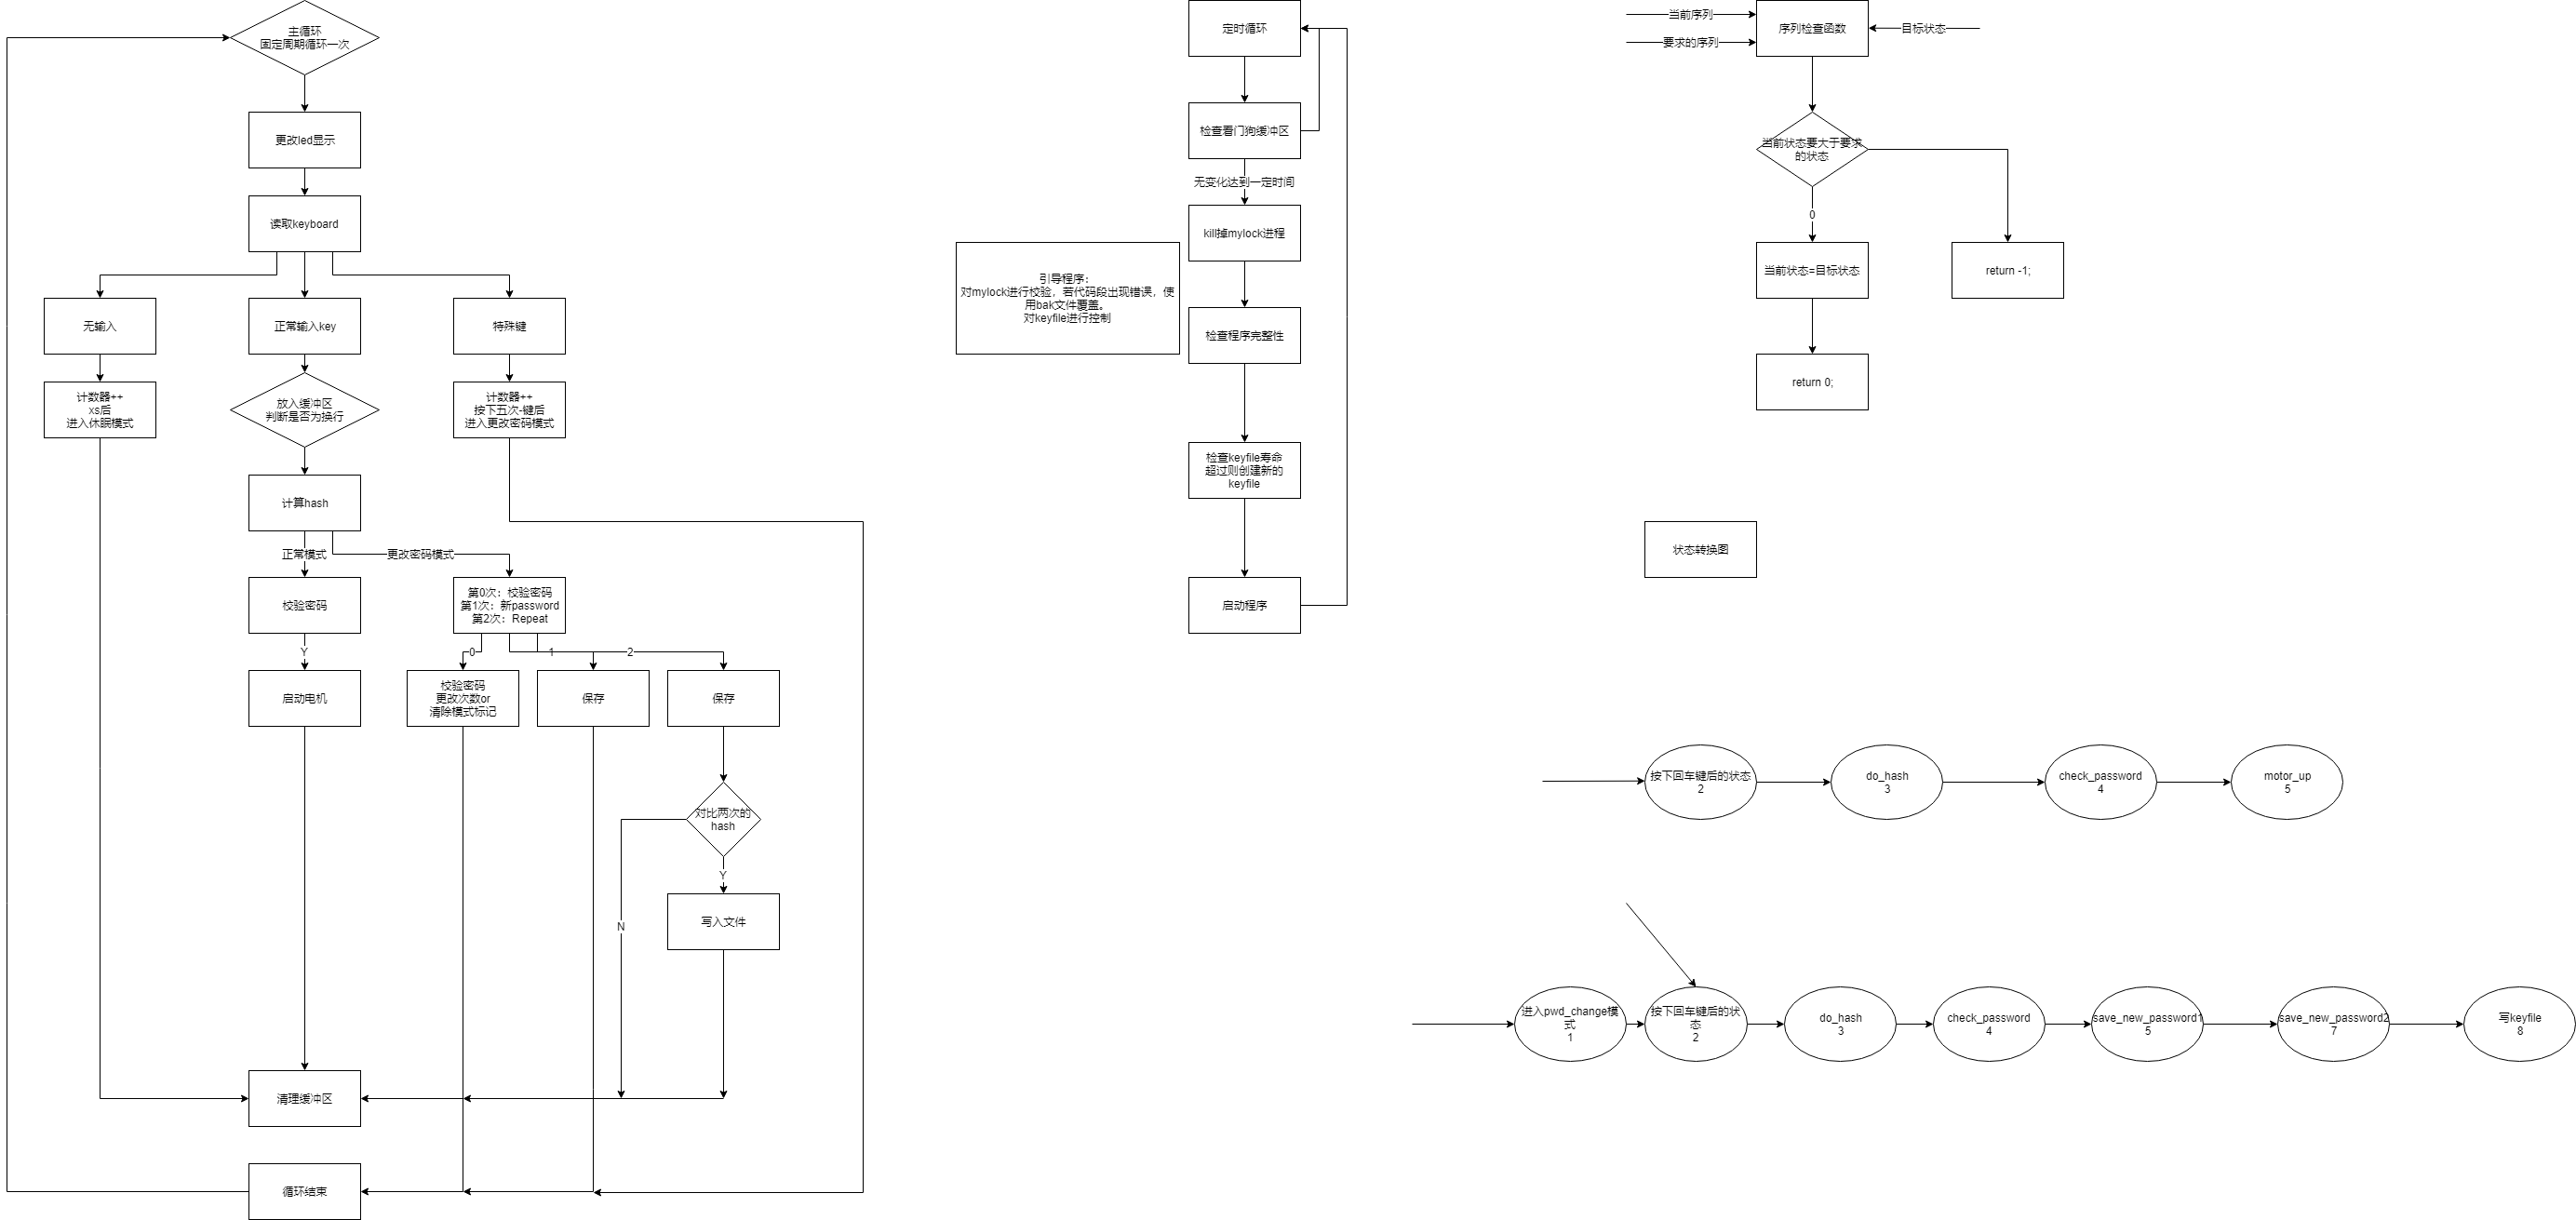 主循环
固定周期循环一次
更改led显示
读取keyboard
无输入
正常输入key
特殊键
计数器++
xs后
进入休眠模式
放入缓冲区
判断是否为换行
计数器++
按下五次-键后
进入更改密码模式
计算hash
正常模式
更改密码模式
校验密码
第0次：校验密码
第1次：新password
第2次：Repeat
Y
0
1
2
启动电机
校验密码
更改次数or
清除模式标记
保存
保存
对比两次的
hash
Y
N
写入文件
清理缓冲区
循环结束
定时循环
检查看门狗缓冲区
无变化达到一定时间
kill掉mylock进程
引导程序：
对mylock进行校验，若代码段出现错误，使
用bak文件覆盖。
对keyfile进行控制
检查程序完整性
检查keyfile寿命
超过则创建新的
keyfile
启动程序
当前序列
要求的序列
序列检查函数
目标状态
当前状态要大于要求
的状态
0
当前状态=目标状态
return -1;
return 0;
状态转换图
按下回车键后的状态
2
do_hash
3
check_password
4
motor_up
5
进入pwd_change模
式
1
按下回车键后的状
态
2
do_hash
3
check_password
4
save_new_password1
5
save_new_password2
7
写keyfile
8